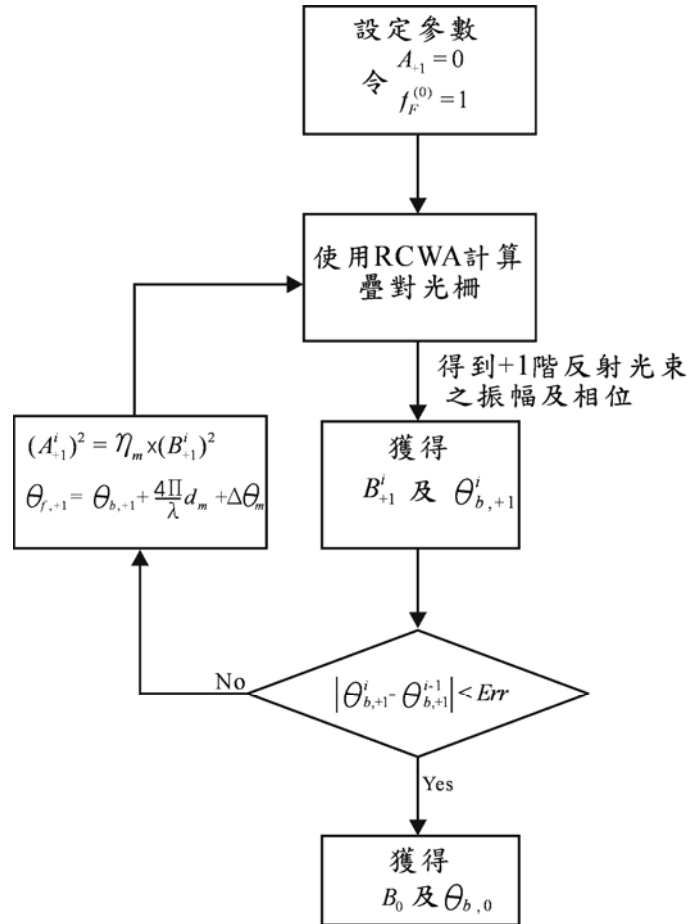 設定參數
令 A₊₁ = 0
f_F^(0) = 1
使用RCWA計算
疊對光柵
得到+1階反射光束
之振幅及相位
獲得
B₊₁^i 及 θ_b,+1^i
(A₊₁^i)² = η_m x (B₊₁^i)²
θ_f,+1 = θ_b,+1 + 4Π/λ d_m + Δθ_m
|θ_b,+1^i - θ_b,+1^i-1| < Err
No
Yes
獲得
B₀ 及 θ_b,0